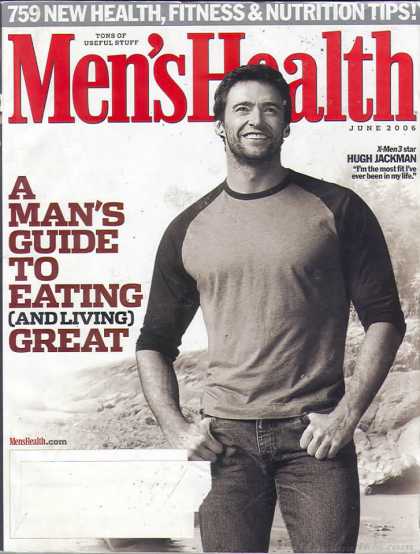 759 NEW HEALTH, FITNESS & NUTRITION TIPS!
TONS OF
USEFUL STUFF
Men'sHealth
JUNE 2006
X-Men 3 star
HUGH JACKMAN
"I'm the most fit I've
ever been in my life."
A
MAN'S
GUIDE
TO
EATING
(AND LIVING)
GREAT
MensHealth.com